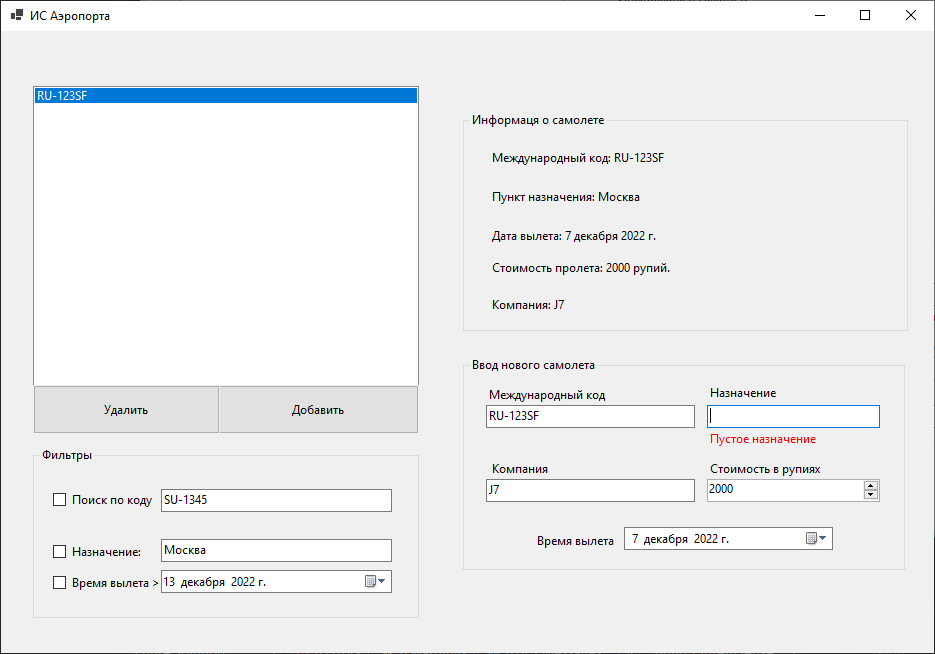 ИС Аэропорта
RU-123SF
Удалить
Добавить
Фильтры
Поиск по коду
SU-1345
Назначение:
Москва
Время вылета >
13 декабря 2022 г.
Информаця о самолете
Международный код: RU-123SF
Пункт назначения: Москва
Дата вылета: 7 декабря 2022 г.
Стоимость пролета: 2000 рупий.
Компания: J7
Ввод нового самолета
Международный код
RU-123SF
Назначение
Пустое назначение
Компания
J7
Стоимость в рупиях
2000
Время вылета
7 декабря 2022 г.